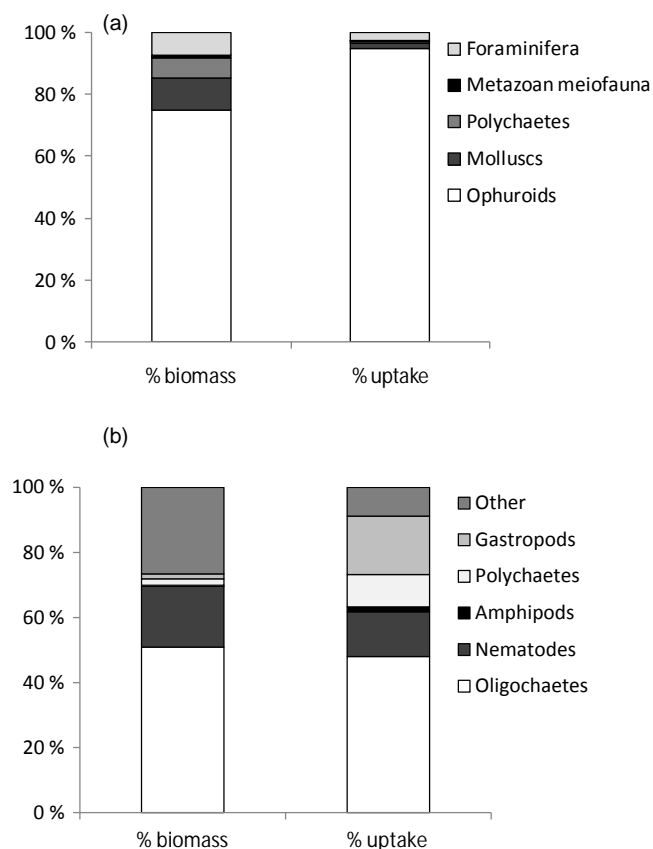 (a)
100 %
80 %
60 %
40 %
20 %
0 %
% biomass
% uptake
Foraminifera
Metazoan meiofauna
Polychaetes
Molluscs
Ophuroids
(b)
100 %
80 %
60 %
40 %
20 %
0 %
% biomass
% uptake
Other
Gastropods
Polychaetes
Amphipods
Nematodes
Oligochaetes